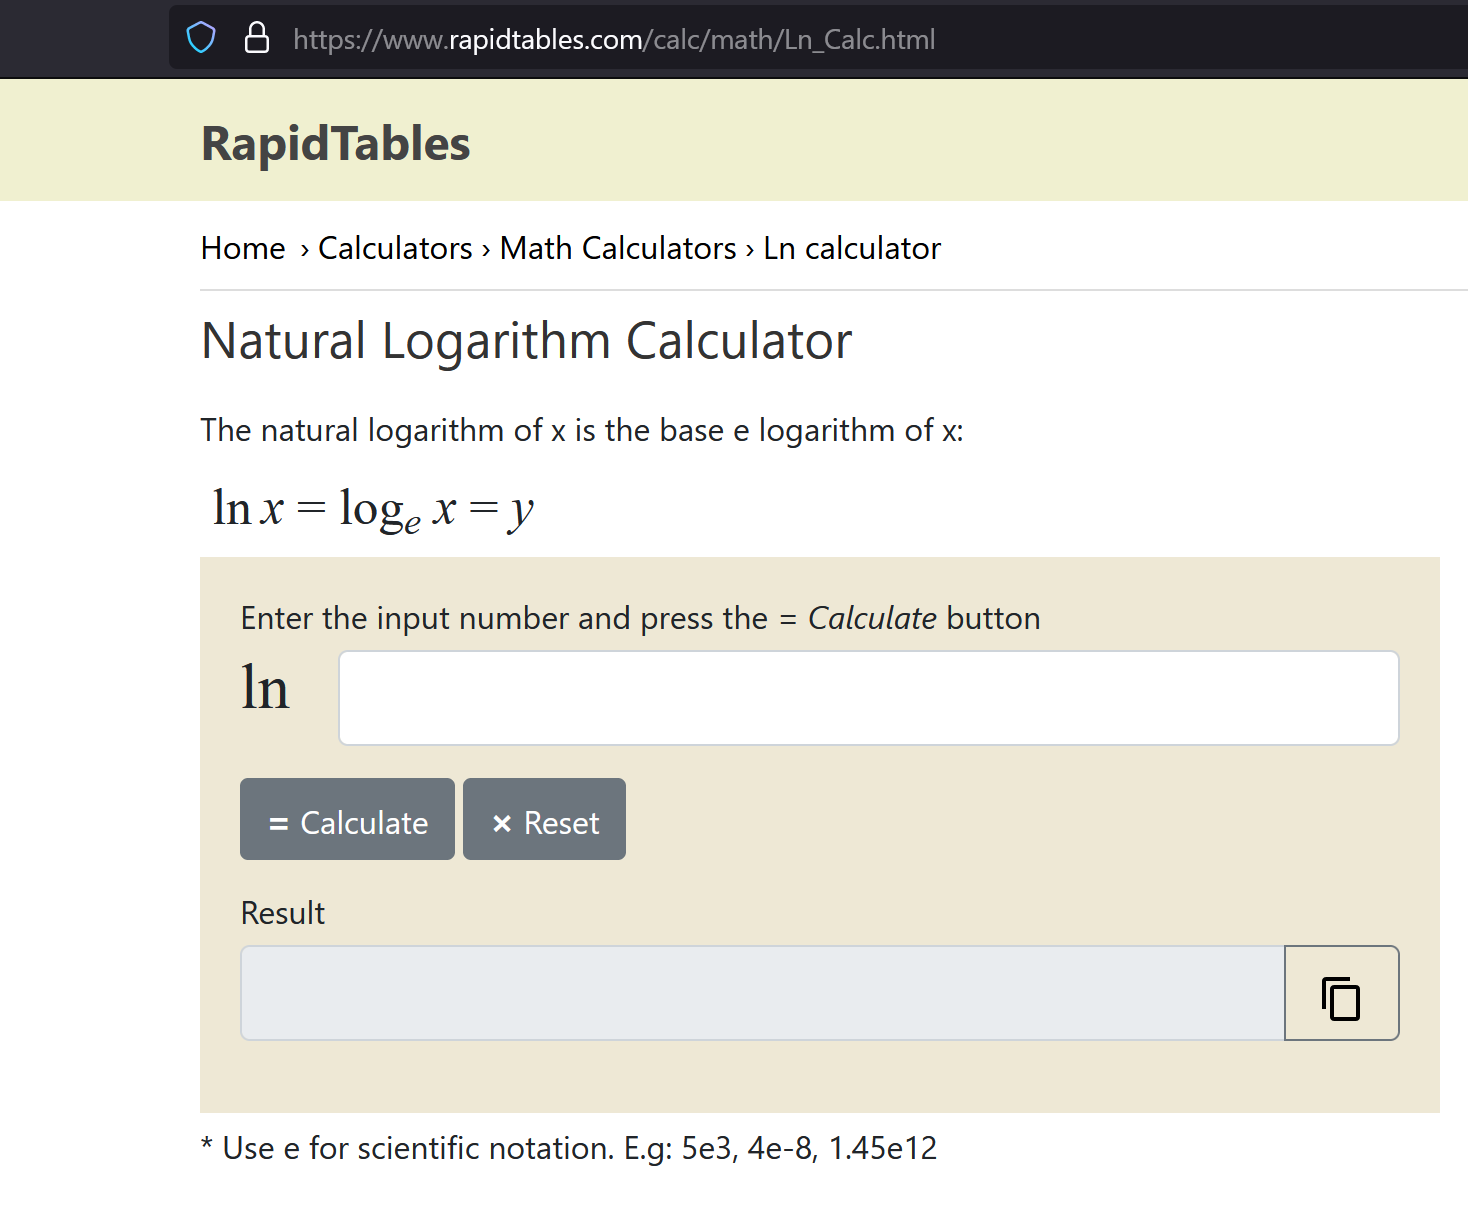 https://www.rapidtables.com/calc/math/Ln_Calc.html
RapidTables
Home › Calculators › Math Calculators › Ln calculator
Natural Logarithm Calculator
The natural logarithm of x is the base e logarithm of x:
ln x = logₑ x = y
Enter the input number and press the = Calculate button
ln
= Calculate × Reset
Result
* Use e for scientific notation. E.g: 5e3, 4e-8, 1.45e12